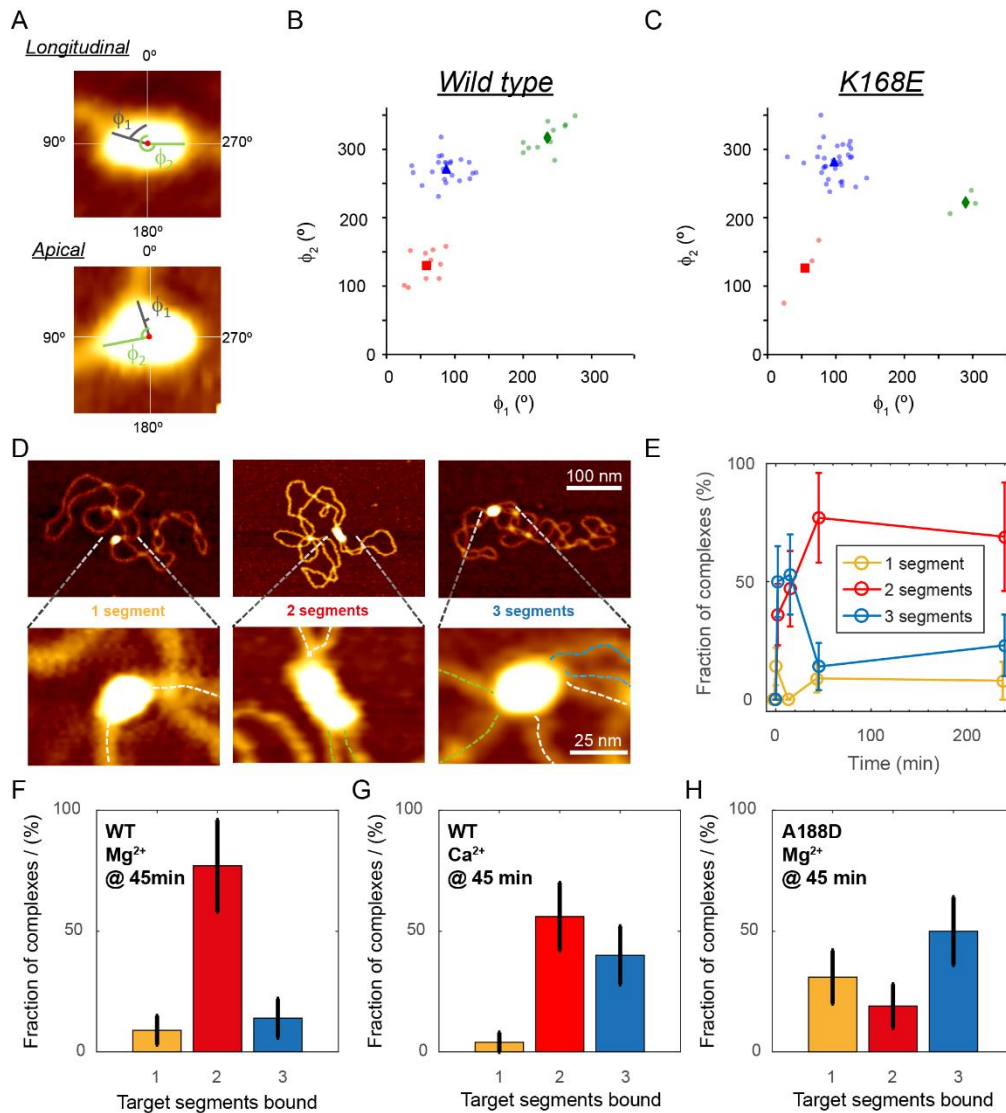 A
Longitudinal
0º
ϕ1
90º
270º
ϕ2
180º
Apical
0º
ϕ1
90º
270º
ϕ2
180º
B
Wild type
ϕ2 (º)
300
200
100
0
0
100
200
300
ϕ1 (º)
C
K168E
ϕ2 (º)
300
200
100
0
0
100
200
300
ϕ1 (º)
D
100 nm
1 segment
2 segments
3 segments
25 nm
E
Fraction of complexes (%)
100
50
0
1 segment
2 segments
3 segments
0
100
200
Time (min)
F
Fraction of complexes / (%)
100
50
0
WT
Mg2+
@ 45min
1
2
3
Target segments bound
G
Fraction of complexes / (%)
100
50
0
WT
Ca2+
@ 45 min
1
2
3
Target segments bound
H
Fraction of complexes / (%)
100
50
0
A188D
Mg2+
@ 45 min
1
2
3
Target segments bound